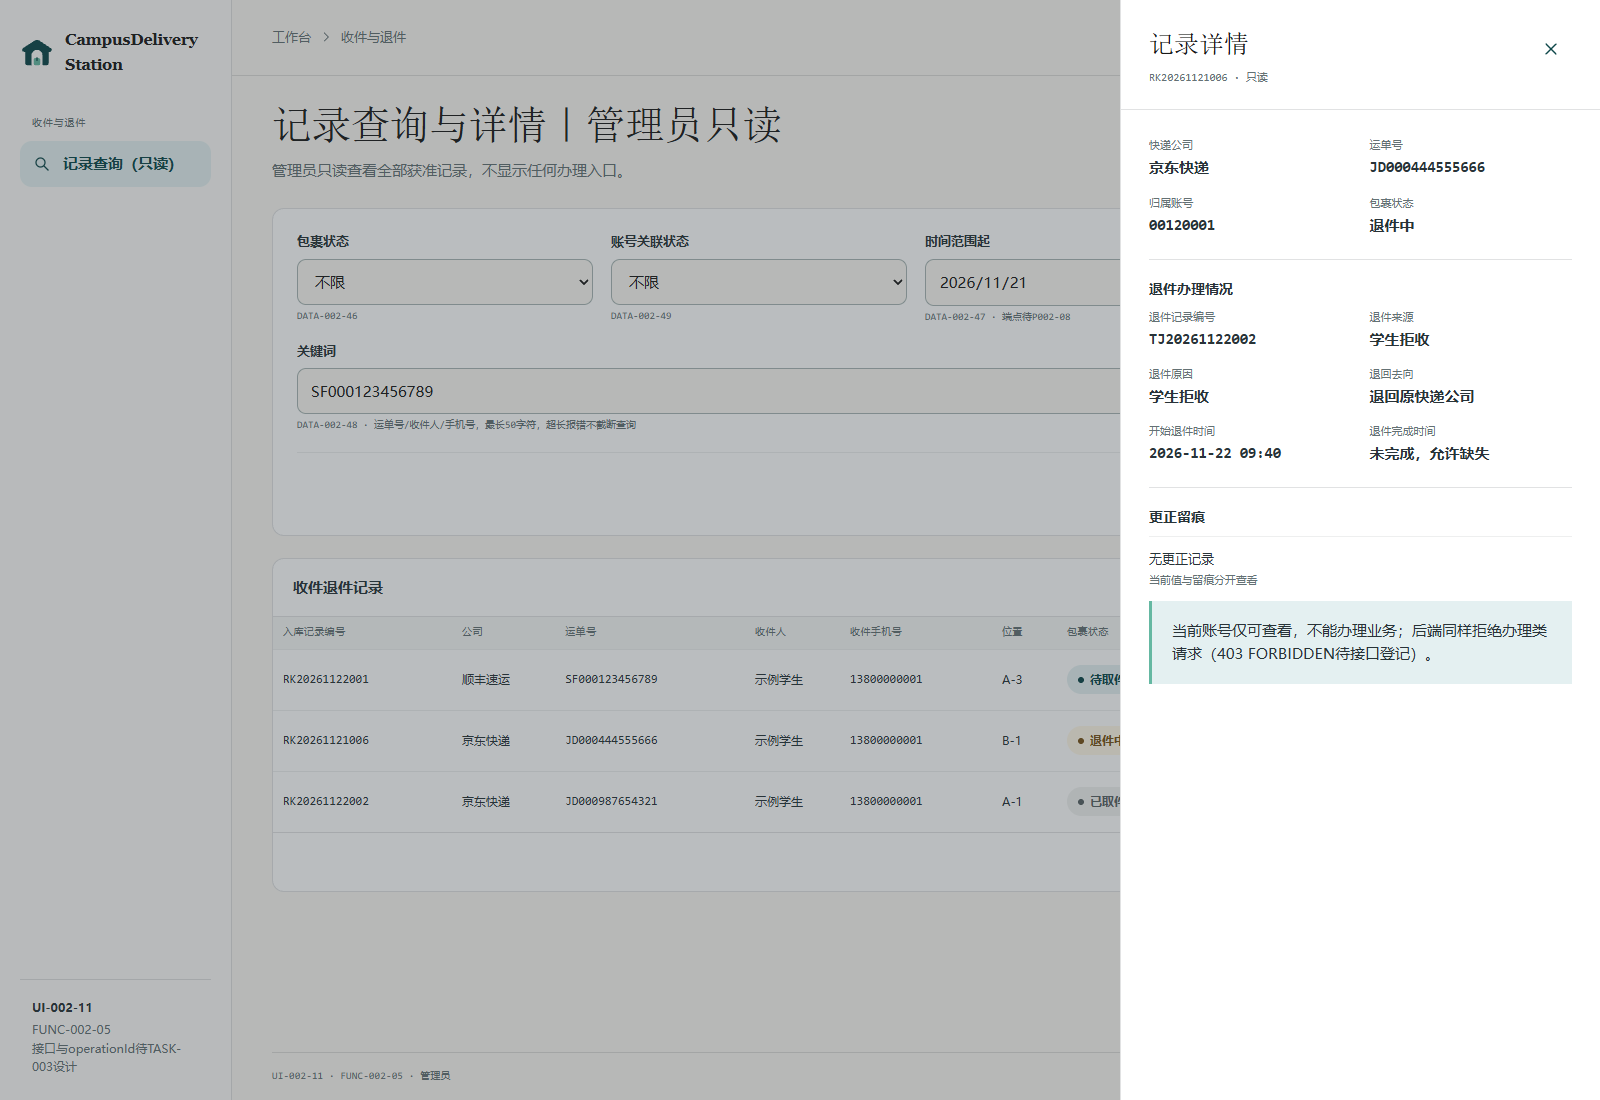 CampusDelivery
Station
收件与退件
记录查询（只读）
UI-002-11
FUNC-002-05
接口与operationId待TASK-
003设计
工作台 > 收件与退件
记录查询与详情｜管理员只读
管理员只读查看全部获准记录，不显示任何办理入口。
包裹状态
不限
DATA-002-46
账号关联状态
不限
DATA-002-49
时间范围起
2026/11/21
DATA-002-47 · 端点待P002-08
关键词
SF000123456789
DATA-002-48 · 运单号/收件人/手机号，最长50字符，超长报错不截断查询
收件退件记录
入库记录编号 公司 运单号 收件人 收件手机号 位置 包裹状态
RK20261122001 顺丰速运 SF000123456789 示例学生 13800000001 A-3 待取件
RK20261121006 京东快递 JD000444555666 示例学生 13800000001 B-1 退件中
RK20261122002 京东快递 JD000987654321 示例学生 13800000001 A-1 已取件
UI-002-11 · FUNC-002-05 · 管理员
记录详情
RK20261121006 · 只读
快递公司
京东快递
运单号
JD000444555666
归属账号
00120001
包裹状态
退件中
退件办理情况
退件记录编号
TJ20261122002
退件来源
学生拒收
退件原因
学生拒收
退回去向
退回原快递公司
开始退件时间
2026-11-22 09:40
退件完成时间
未完成，允许缺失
更正留痕
无更正记录
当前值与留痕分开查看
当前账号仅可查看，不能办理业务；后端同样拒绝办理类
请求（403 FORBIDDEN待接口登记）。